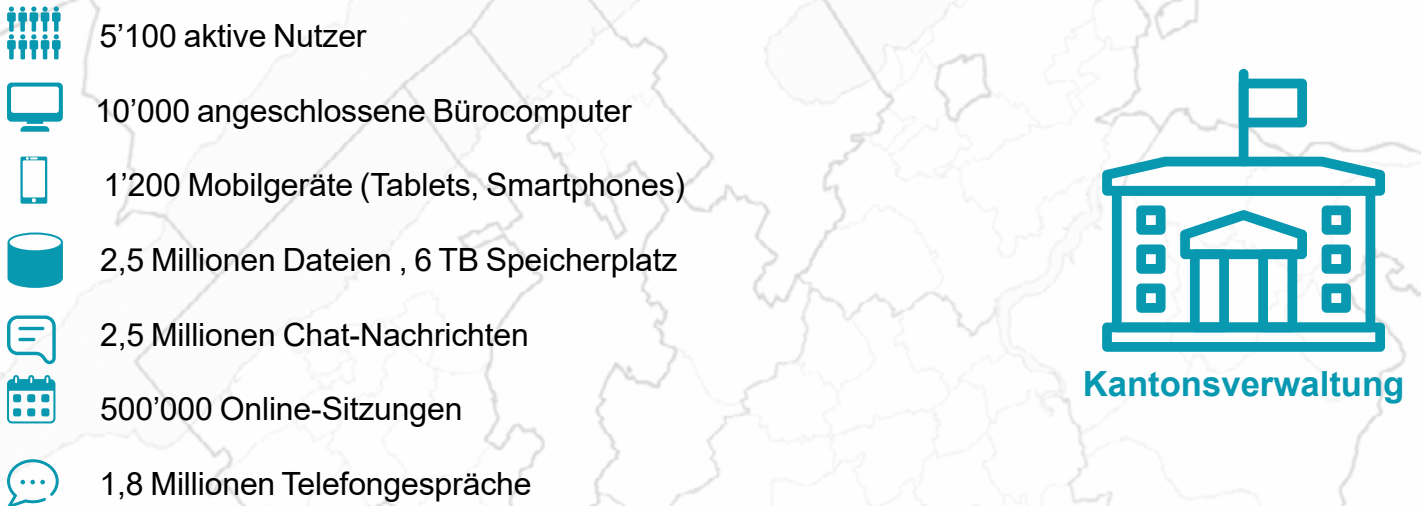 5’100 aktive Nutzer
10’000 angeschlossene Bürocomputer
1’200 Mobilgeräte (Tablets, Smartphones)
2,5 Millionen Dateien , 6 TB Speicherplatz
2,5 Millionen Chat-Nachrichten
500’000 Online-Sitzungen
1,8 Millionen Telefongespräche
Kantonsverwaltung